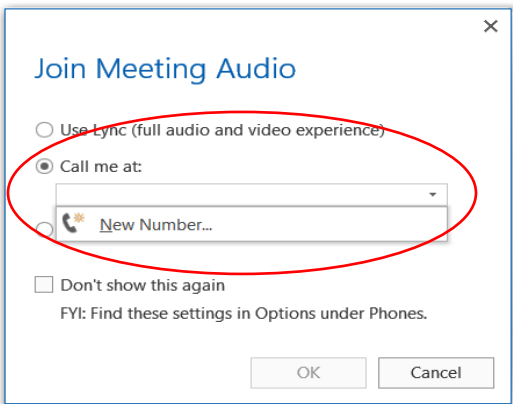 Join Meeting Audio
Use Lync (full audio and video experience)
Call me at:
New Number...
Don't show this again
FYI: Find these settings in Options under Phones.
OK
Cancel